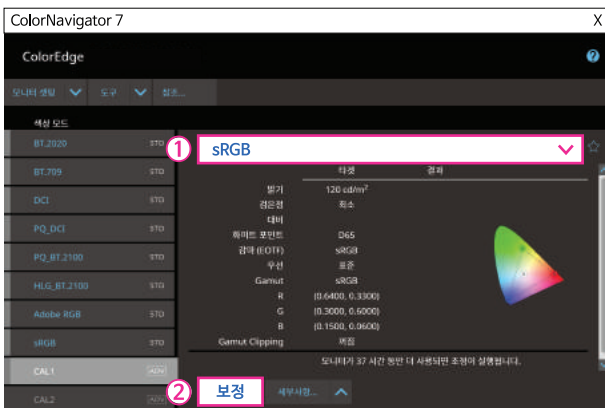 ColorNavigator 7 X
ColorEdge ?
모니터 셋팅 도구 참조...
색상 모드
BT.2020 STD
① sRGB
BT.709 STD
타겟 결과
밝기 120 cd/m²
DCI STD
검은점 최소
대비
PQ_DCI STD
화이트 포인트 D65
감마 (EOTF) sRGB
PQ_BT.2100 STD
우선 표준
HLG_BT.2100 STD
Gamut sRGB
R (0.6400, 0.3300)
Adobe RGB STD
G (0.3000, 0.6000)
B (0.1500, 0.0600)
sRGB STD
Gamut Clipping 꺼짐
모니터가 37 시간 동안 더 사용되면 조정이 실행됩니다.
CAL1 ADV
② 보정 세부사항...
CAL2 ADV